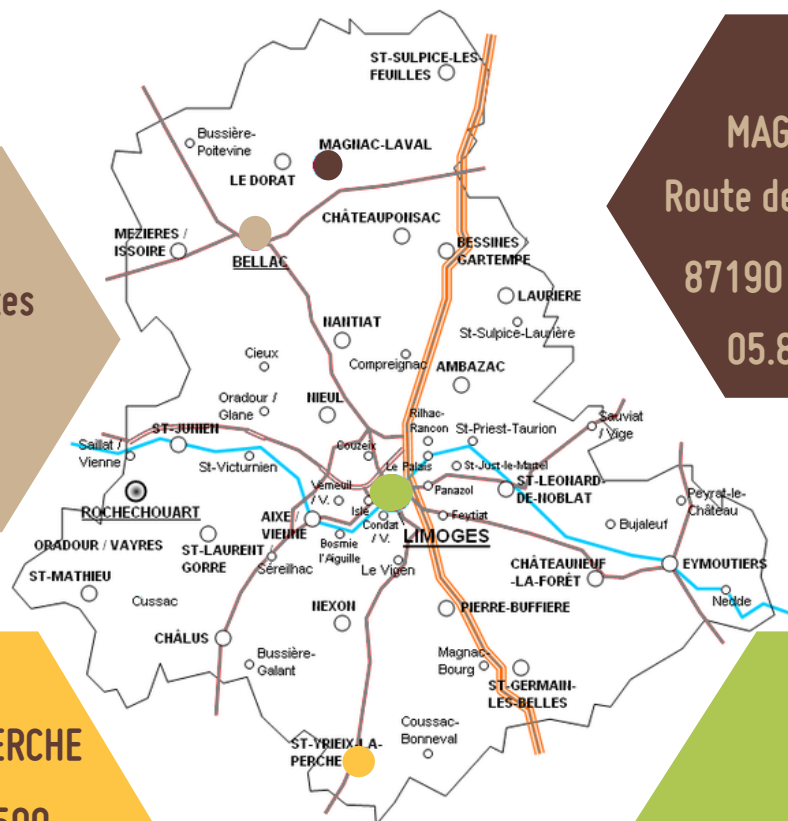 ST-SULPICE-LES-
FEUILLES
Bussière-
Poitevine
MAGNAC-LAVAL
LE DORAT
MAG
Route de
87190
05.8
CHÂTEAUPONSAC
MEZIERES /
ISSOIRE
BELLAC
BESSINES
GARTEMPE
LAURIERE
St-Sulpice-Laurière
NANTIAT
Cieux
Compreignac
AMBAZAC
Oradour /
Glane
NIEUL
Rilhac-
Rancon
St-Priest-Taurion
Sauviat
/ Vige
ST-JUNIEN
Saillat /
Vienne
St-Victurnien
Couzeix
Le Palais
St-Just-le-Martel
Verneuil
/ V.
Isle
Panazol
ST-LEONARD-
DE-NOBLAT
Peyrat-le-
Château
ROCHECHOUART
AIXE /
VIENNE
Condat
/ V.
Feytiat
Bujaleuf
LIMOGES
ORADOUR / VAYRES
ST-LAURENT
GORRE
Bosmie
l'Aiguille
Séreilhac
Le Vigen
CHÂTEAUNEUF
-LA-FORÊT
EYMOUTIERS
ST-MATHIEU
Cussac
Nedde
NEXON
PIERRE-BUFFIERE
CHÂLUS
Bussière-
Galant
Magnac-
Bourg
ST-GERMAIN-
LES-BELLES
Coussac-
Bonneval
ST-YRIEIX-LA-
PERCHE
ERCHE